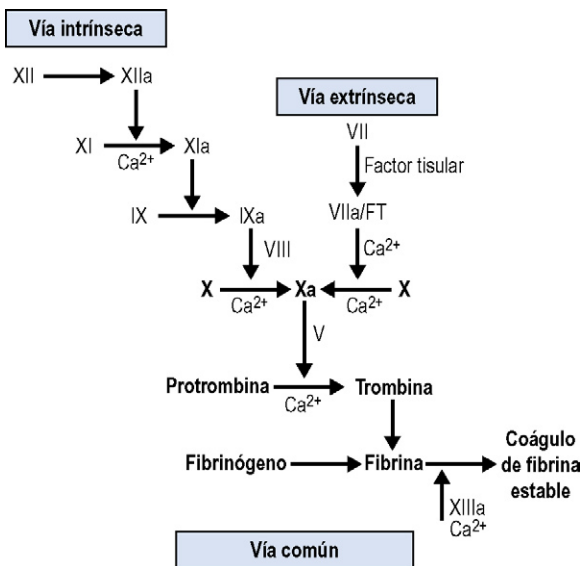 Vía intrínseca
XII XIIa
Vía extrínseca
VII
XI Ca2+ XIa
Factor tisular
IX IXa
VIIa/FT
VIII
Ca2+
X Ca2+ Xa Ca2+ X
V
Protrombina Ca2+ Trombina
Fibrinógeno Fibrina
Coágulo
de fibrina
estable
XIIIa
Ca2+
Vía común